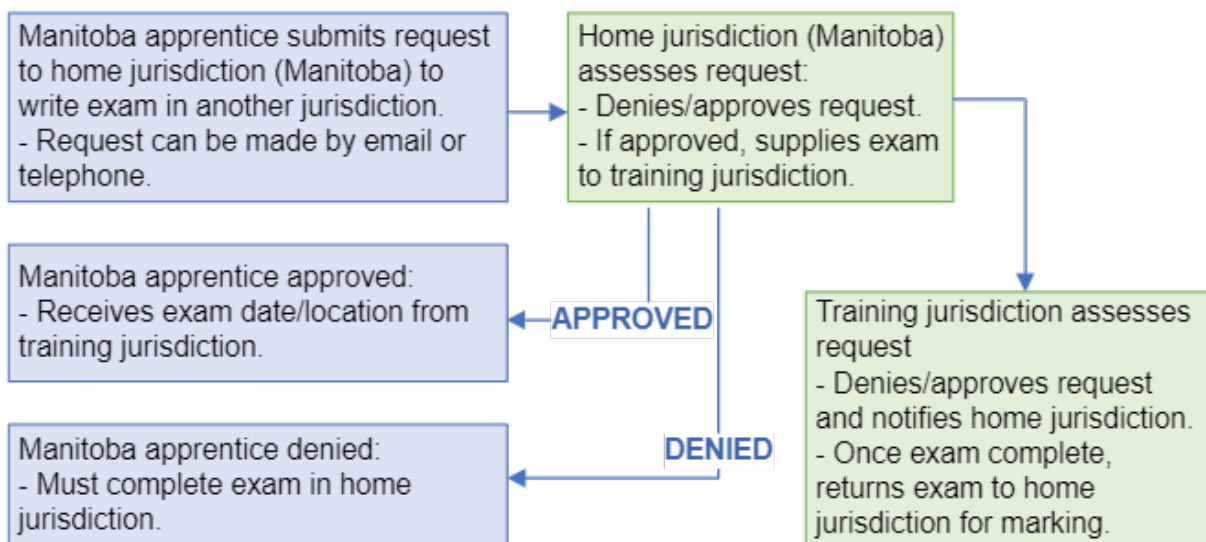 Manitoba apprentice submits request
to home jurisdiction (Manitoba) to
write exam in another jurisdiction.
- Request can be made by email or
telephone.
Home jurisdiction (Manitoba)
assesses request:
- Denies/approves request.
- If approved, supplies exam
to training jurisdiction.
Manitoba apprentice approved:
- Receives exam date/location from
training jurisdiction.
APPROVED
Training jurisdiction assesses
request
- Denies/approves request
and notifies home jurisdiction.
- Once exam complete,
returns exam to home
jurisdiction for marking.
Manitoba apprentice denied:
- Must complete exam in home
jurisdiction.
DENIED